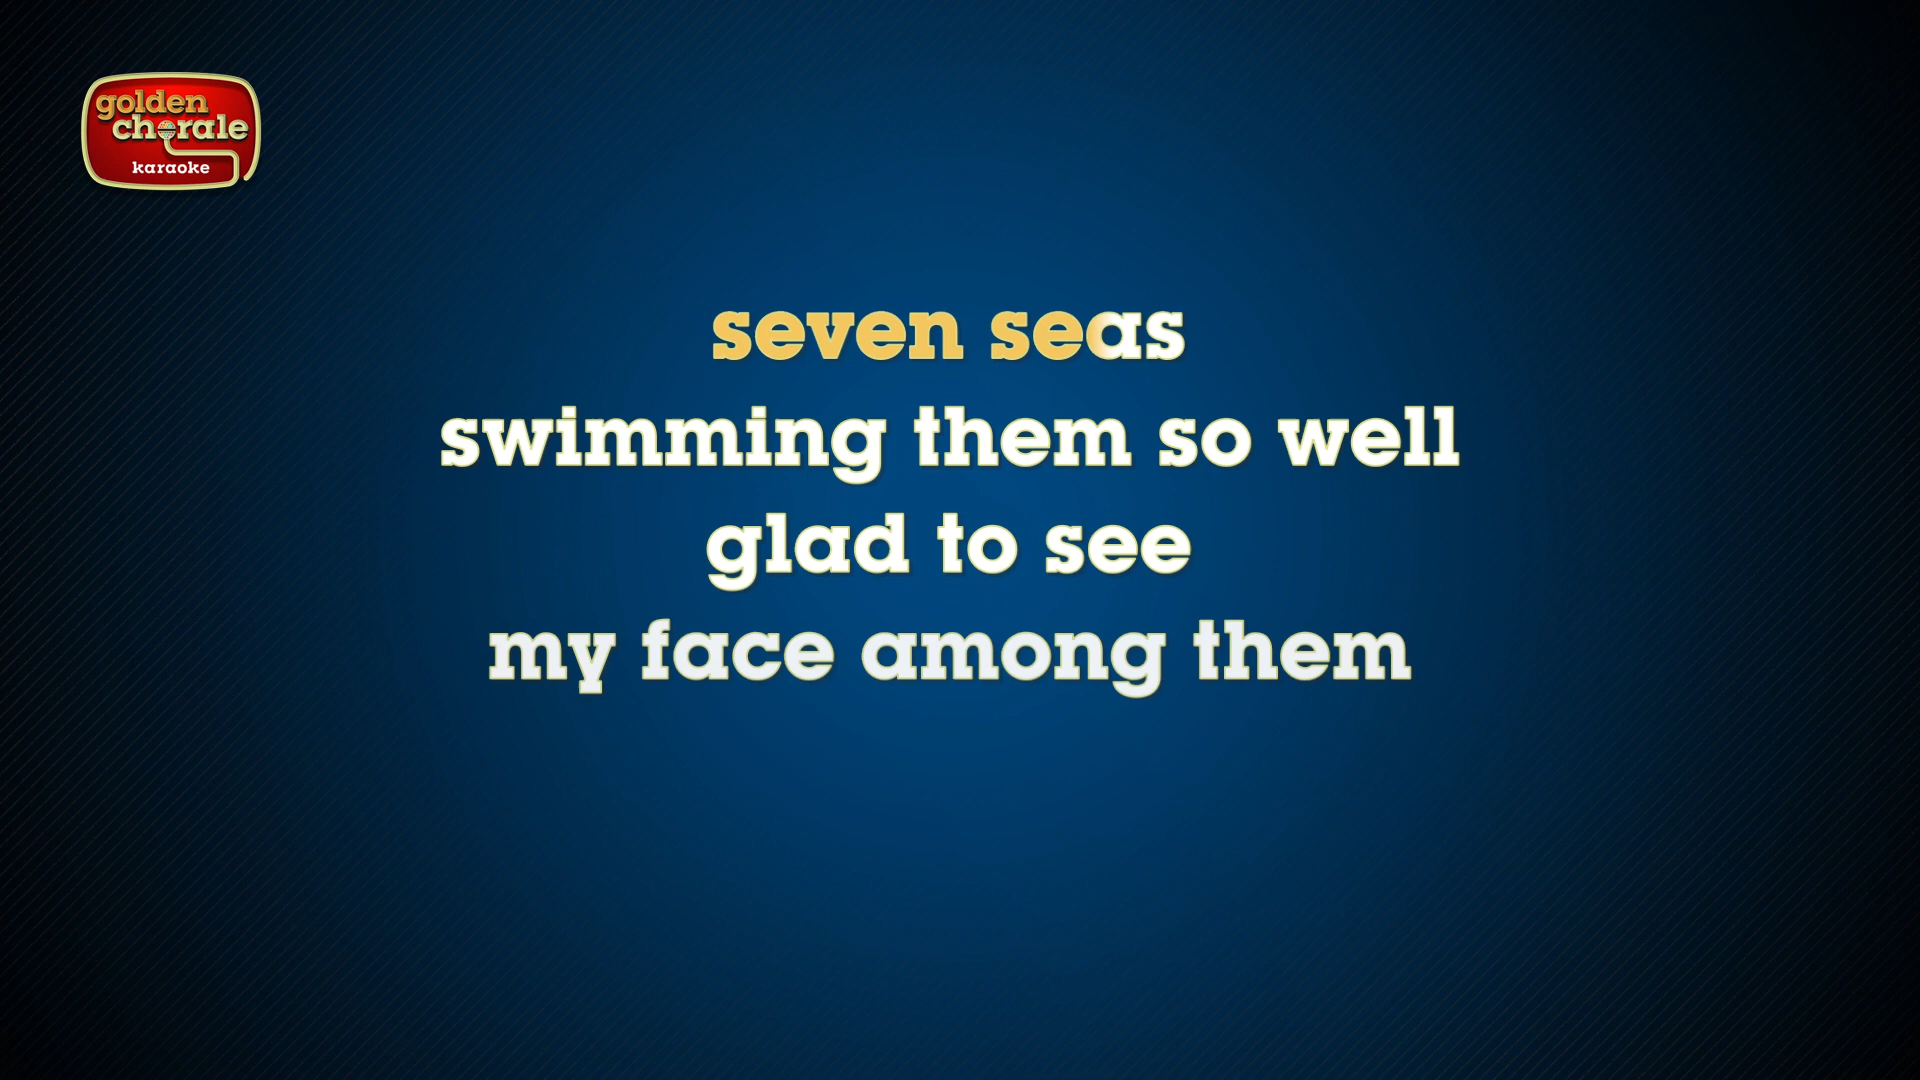 golden
chorale
karaoke
seven seas
swimming them so well
glad to see
my face among them